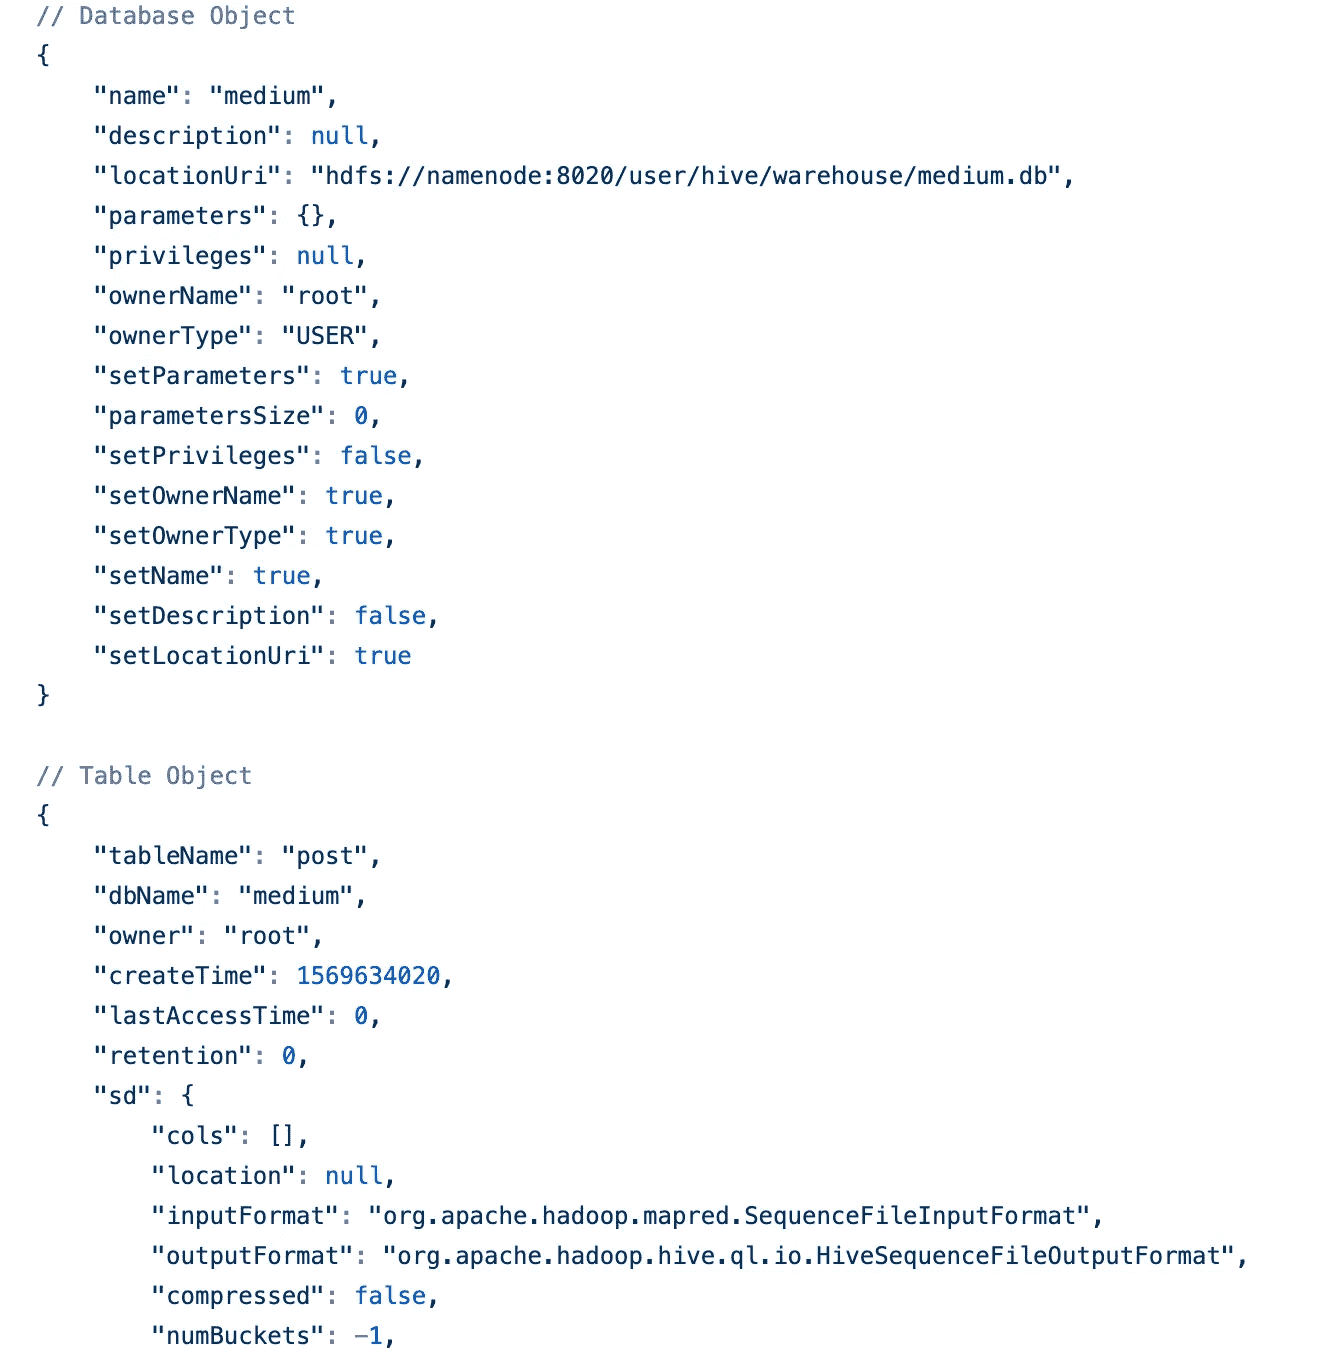 // Database Object
{
    "name": "medium",
    "description": null,
    "locationUri": "hdfs://namenode:8020/user/hive/warehouse/medium.db",
    "parameters": {},
    "privileges": null,
    "ownerName": "root",
    "ownerType": "USER",
    "setParameters": true,
    "parametersSize": 0,
    "setPrivileges": false,
    "setOwnerName": true,
    "setOwnerType": true,
    "setName": true,
    "setDescription": false,
    "setLocationUri": true
}

// Table Object
{
    "tableName": "post",
    "dbName": "medium",
    "owner": "root",
    "createTime": 1569634020,
    "lastAccessTime": 0,
    "retention": 0,
    "sd": {
        "cols": [],
        "location": null,
        "inputFormat": "org.apache.hadoop.mapred.SequenceFileInputFormat",
        "outputFormat": "org.apache.hadoop.hive.ql.io.HiveSequenceFileOutputFormat",
        "compressed": false,
        "numBuckets": -1,